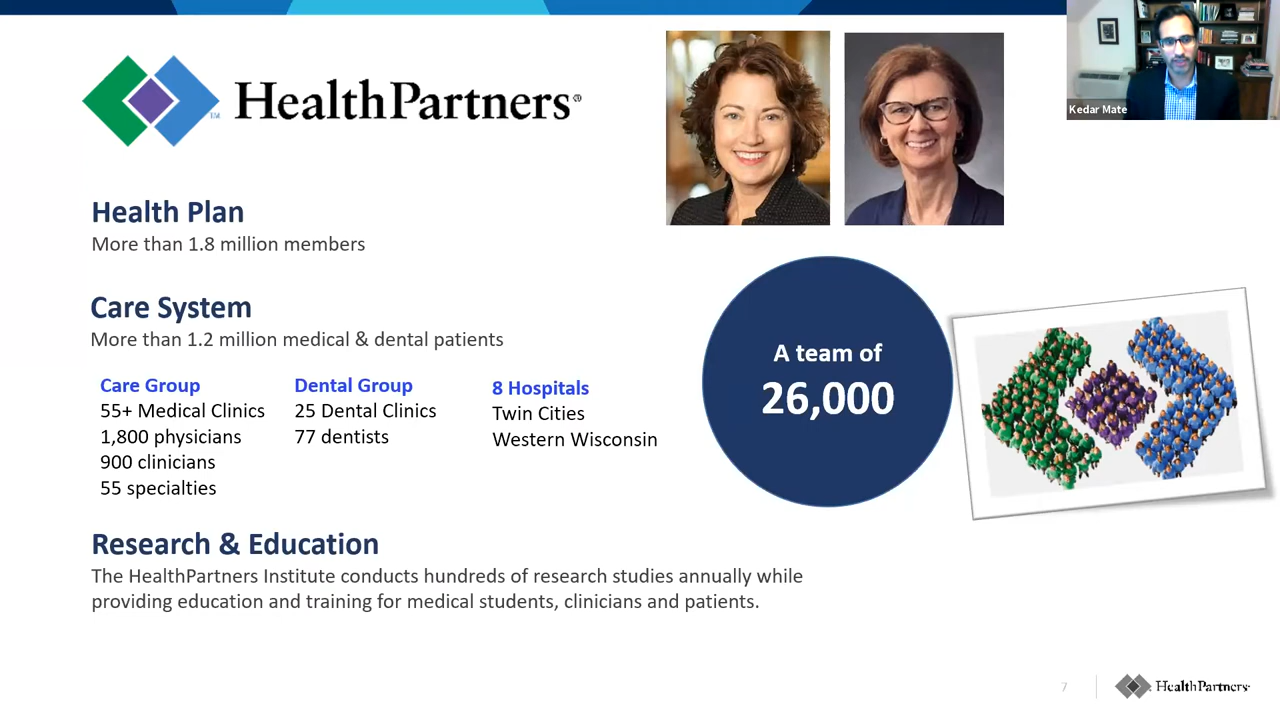 HealthPartners®
TM
Kedar Mate
Health Plan
More than 1.8 million members
Care System
More than 1.2 million medical & dental patients
Care Group
55+ Medical Clinics
1,800 physicians
900 clinicians
55 specialties
Dental Group
25 Dental Clinics
77 dentists
8 Hospitals
Twin Cities
Western Wisconsin
A team of
26,000
Research & Education
The HealthPartners Institute conducts hundreds of research studies annually while
providing education and training for medical students, clinicians and patients.
7
HealthPartners